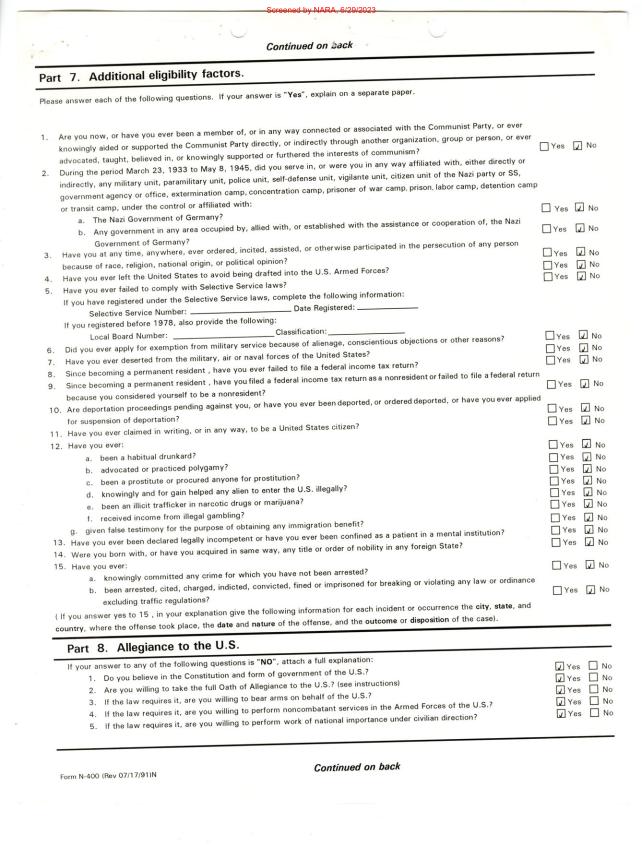 Screened by NARA, 6/29/2023
Continued on back
Part 7. Additional eligibility factors.
Please answer each of the following questions. If your answer is "Yes", explain on a separate paper.
1. Are you now, or have you ever been a member of, or in any way connected or associated with the Communist Party, or ever
knowingly aided or supported the Communist Party directly, or indirectly through another organization, group or person, or ever
advocated, taught, believed in, or knowingly supported or furthered the interests of communism? Yes No
2. During the period March 23, 1933 to May 8, 1945, did you serve in, or were you in any way affiliated with, either directly or
indirectly, any military unit, paramilitary unit, police unit, self-defense unit, vigilante unit, citizen unit of the Nazi party or SS,
government agency or office, extermination camp, concentration camp, prisoner of war camp, prison, labor camp, detention camp
or transit camp, under the control or affiliated with:
a. The Nazi Government of Germany? Yes No
b. Any government in any area occupied by, allied with, or established with the assistance or cooperation of, the Nazi
Government of Germany? Yes No
3. Have you at any time, anywhere, ever ordered, incited, assisted, or otherwise participated in the persecution of any person
because of race, religion, national origin, or political opinion? Yes No
4. Have you ever left the United States to avoid being drafted into the U.S. Armed Forces? Yes No
5. Have you ever failed to comply with Selective Service laws? Yes No
If you have registered under the Selective Service laws, complete the following information:
Selective Service Number: Date Registered:
If you registered before 1978, also provide the following:
Local Board Number: Classification:
6. Did you ever apply for exemption from military service because of alienage, conscientious objections or other reasons? Yes No
7. Have you ever deserted from the military, air or naval forces of the United States? Yes No
8. Since becoming a permanent resident , have you ever failed to file a federal income tax return? Yes No
9. Since becoming a permanent resident , have you filed a federal income tax return as a nonresident or failed to file a federal return
because you considered yourself to be a nonresident? Yes No
10. Are deportation proceedings pending against you, or have you ever been deported, or ordered deported, or have you ever applied
for suspension of deportation? Yes No
11. Have you ever claimed in writing, or in any way, to be a United States citizen? Yes No
12. Have you ever:
a. been a habitual drunkard? Yes No
b. advocated or practiced polygamy? Yes No
c. been a prostitute or procured anyone for prostitution? Yes No
d. knowingly and for gain helped any alien to enter the U.S. illegally? Yes No
e. been an illicit trafficker in narcotic drugs or marijuana? Yes No
f. received income from illegal gambling? Yes No
g. given false testimony for the purpose of obtaining any immigration benefit? Yes No
13. Have you ever been declared legally incompetent or have you ever been confined as a patient in a mental institution? Yes No
14. Were you born with, or have you acquired in same way, any title or order of nobility in any foreign State? Yes No
15. Have you ever:
a. knowingly committed any crime for which you have not been arrested? Yes No
b. been arrested, cited, charged, indicted, convicted, fined or imprisoned for breaking or violating any law or ordinance
excluding traffic regulations? Yes No
( If you answer yes to 15 , in your explanation give the following information for each incident or occurrence the city, state, and
country, where the offense took place, the date and nature of the offense, and the outcome or disposition of the case).
Part 8. Allegiance to the U.S.
If your answer to any of the following questions is "NO", attach a full explanation:
1. Do you believe in the Constitution and form of government of the U.S.? Yes No
2. Are you willing to take the full Oath of Allegiance to the U.S.? (see instructions) Yes No
3. If the law requires it, are you willing to bear arms on behalf of the U.S.? Yes No
4. If the law requires it, are you willing to perform noncombatant services in the Armed Forces of the U.S.? Yes No
5. If the law requires it, are you willing to perform work of national importance under civilian direction? Yes No
Continued on back
Form N-400 (Rev 07/17/91)N